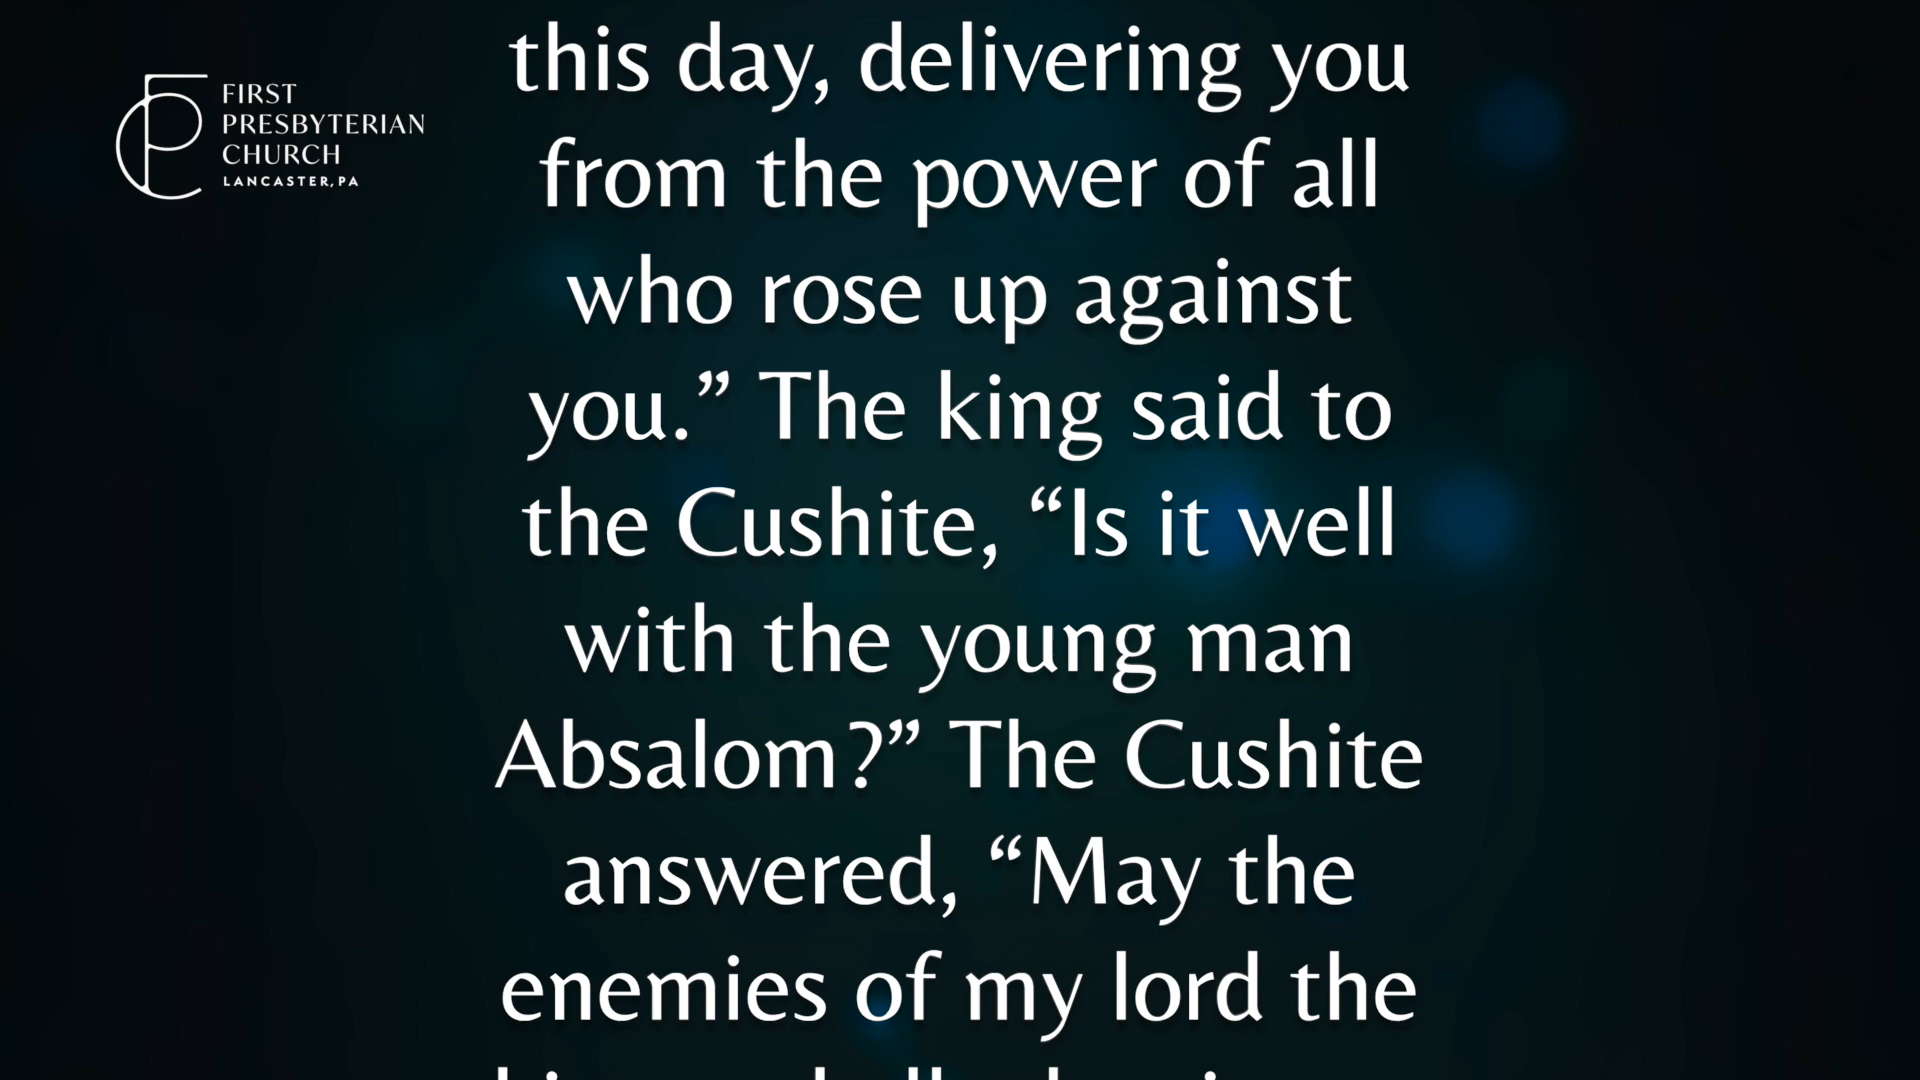 FIRST
PRESBYTERIAN
CHURCH
LANCASTER, PA
this day, delivering you
from the power of all
who rose up against
you.” The king said to
the Cushite, “Is it well
with the young man
Absalom?” The Cushite
answered, “May the
enemies of my lord the